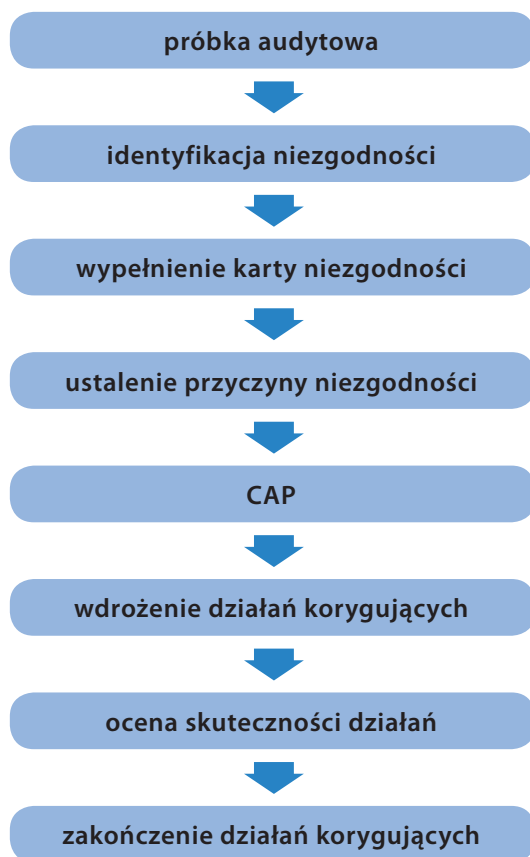 próbka audytowa
identyfikacja niezgodności
wypełnienie karty niezgodności
ustalenie przyczyny niezgodności
CAP
wdrożenie działań korygujących
ocena skuteczności działań
zakończenie działań korygujących